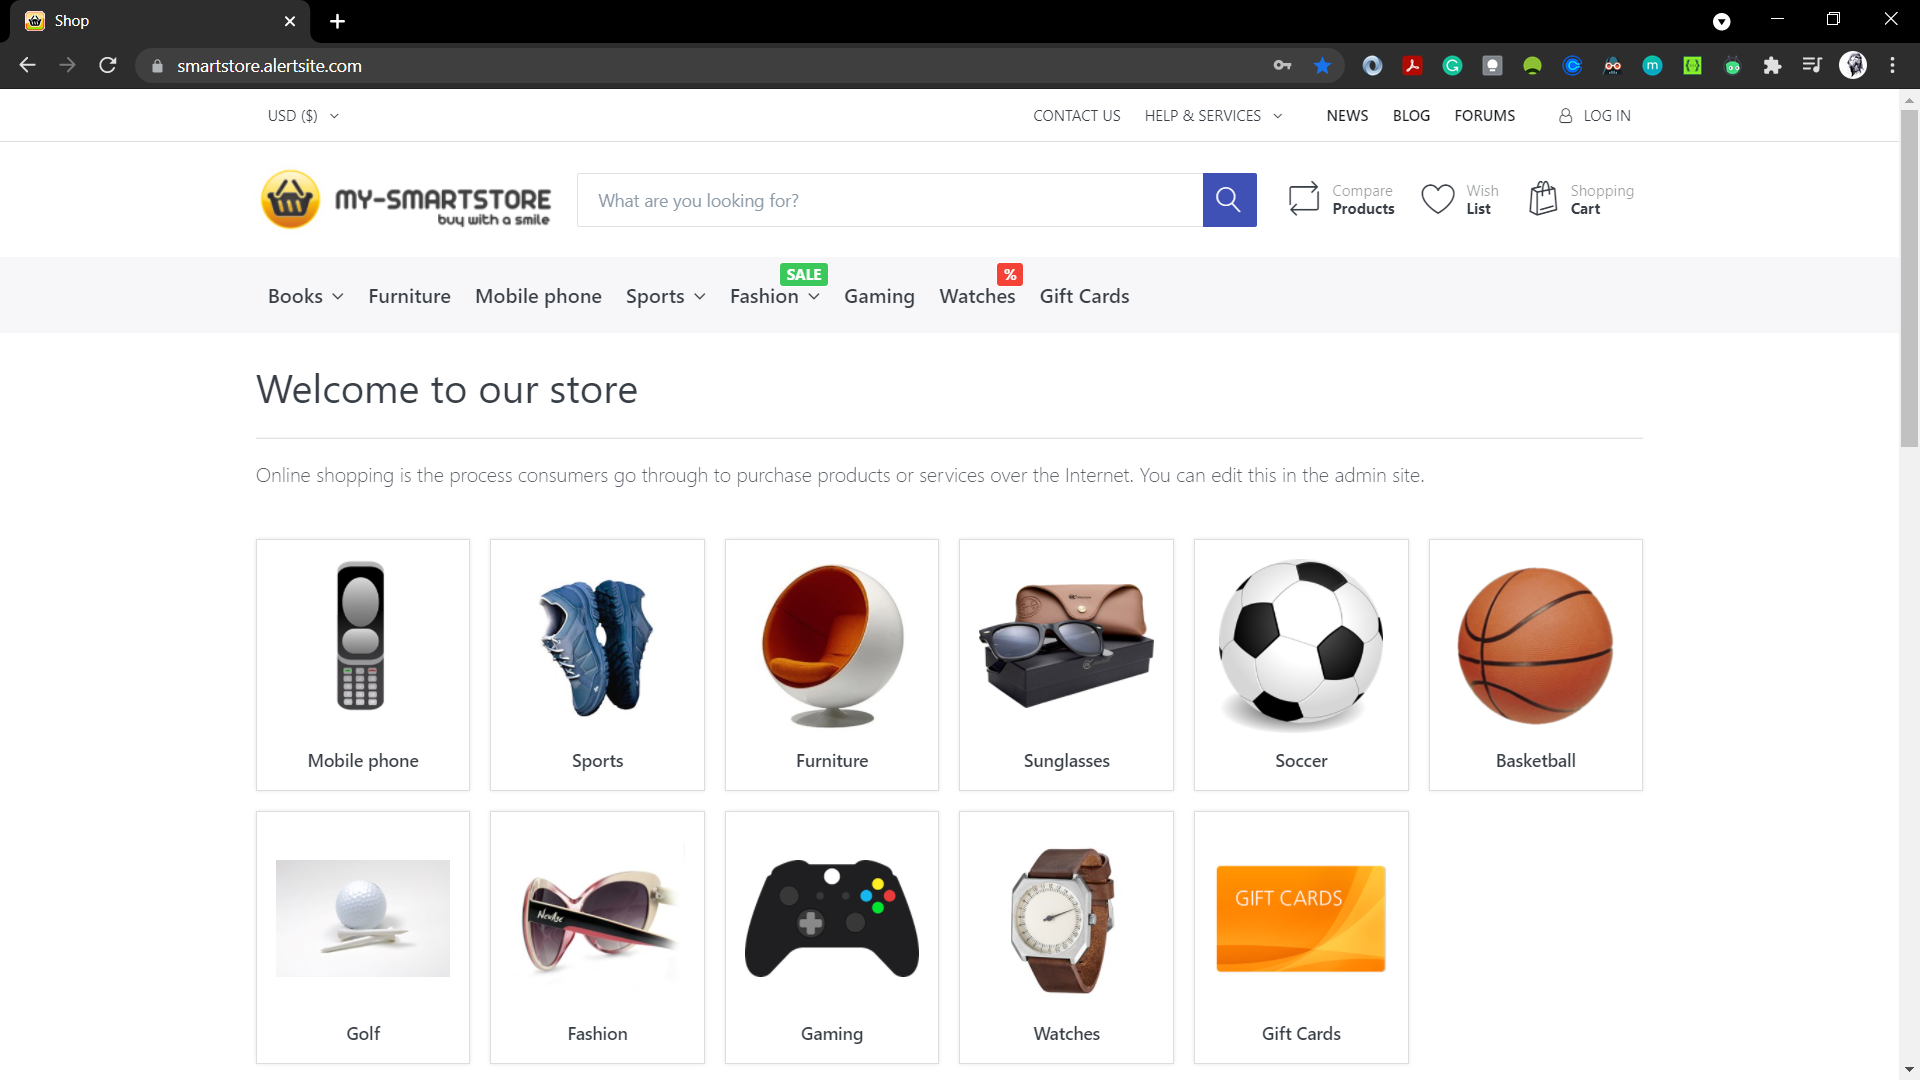 Shop
smartstore.alertsite.com
USD ($)
CONTACT US
HELP & SERVICES
NEWS
BLOG
FORUMS
LOG IN
MY-SMARTSTORE
buy with a smile
What are you looking for?
Compare
Products
Wish
List
Shopping
Cart
SALE
%
Books
Furniture
Mobile phone
Sports
Fashion
Gaming
Watches
Gift Cards
Welcome to our store
Online shopping is the process consumers go through to purchase products or services over the Internet. You can edit this in the admin site.
Mobile phone
Sports
Furniture
Sunglasses
Soccer
Basketball
NewAge
GIFT CARDS
Golf
Fashion
Gaming
Watches
Gift Cards